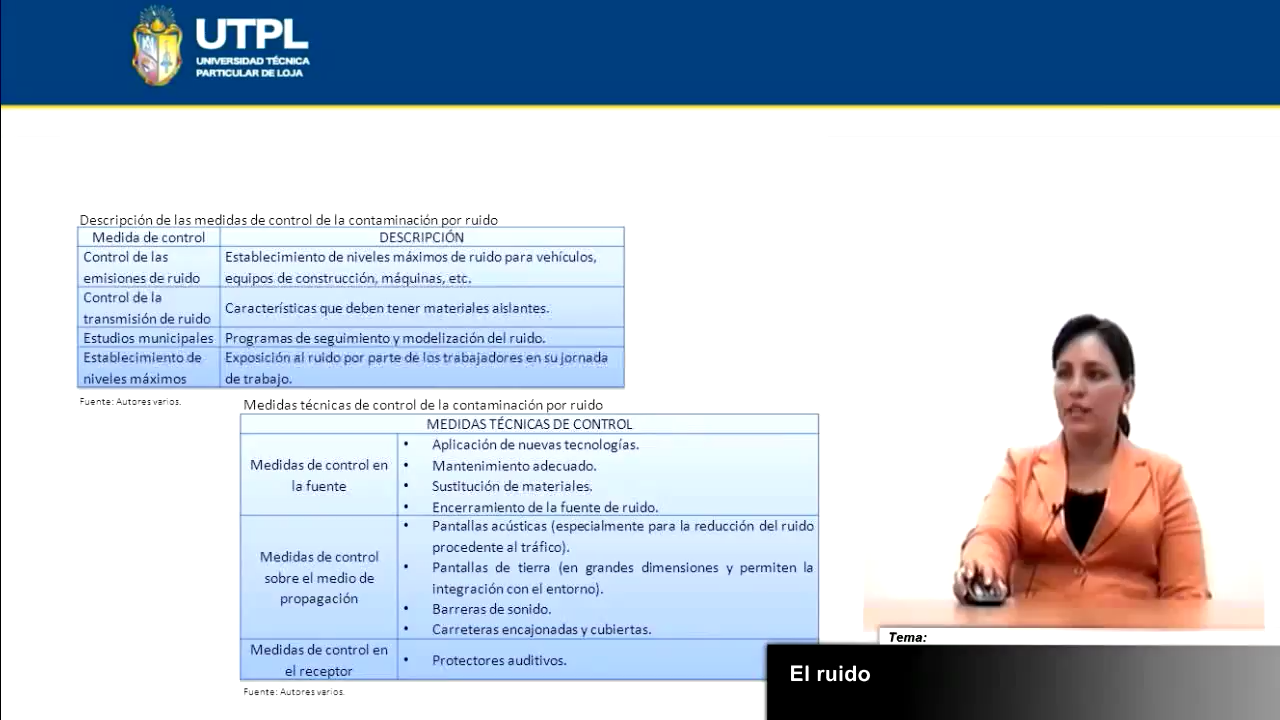 UTPL
UNIVERSIDAD TÉCNICA
PARTICULAR DE LOJA
Descripción de las medidas de control de la contaminación por ruido
Medida de control DESCRIPCIÓN
Control de las
emisiones de ruido
Establecimiento de niveles máximos de ruido para vehículos,
equipos de construcción, máquinas, etc.
Control de la
transmisión de ruido
Características que deben tener materiales aislantes.
Estudios municipales Programas de seguimiento y modelización del ruido.
Establecimiento de
niveles máximos
Exposición al ruido por parte de los trabajadores en su jornada
de trabajo.
Fuente: Autores varios.
Medidas técnicas de control de la contaminación por ruido
MEDIDAS TÉCNICAS DE CONTROL
Medidas de control en
la fuente
• Aplicación de nuevas tecnologías.
• Mantenimiento adecuado.
• Sustitución de materiales.
• Encerramiento de la fuente de ruido.
Medidas de control
sobre el medio de
propagación
• Pantallas acústicas (especialmente para la reducción del ruido
procedente al tráfico).
• Pantallas de tierra (en grandes dimensiones y permiten la
integración con el entorno).
• Barreras de sonido.
• Carreteras encajonadas y cubiertas.
Medidas de control en
el receptor
• Protectores auditivos.
Fuente: Autores varios.
Tema:
El ruido